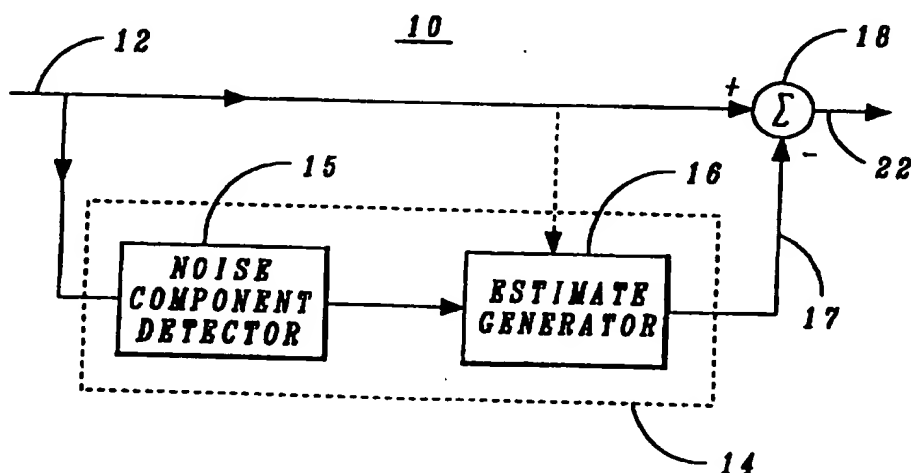 10
12
18
+
Σ
-
22
15
16
NOISE
COMPONENT
DETECTOR
ESTIMATE
GENERATOR
17
14